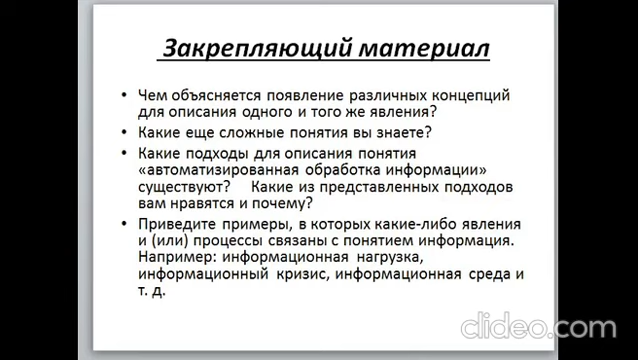 Закрепляющий материал
• Чем объясняется появление различных концепций
для описания одного и того же явления?
• Какие еще сложные понятия вы знаете?
• Какие подходы для описания понятия
«автоматизированная обработка информации»
существуют? Какие из представленных подходов
вам нравятся и почему?
• Приведите примеры, в которых какие-либо явления
и (или) процессы связаны с понятием информация.
Например: информационная нагрузка,
информационный кризис, информационная среда и
т. д.
clideo.com